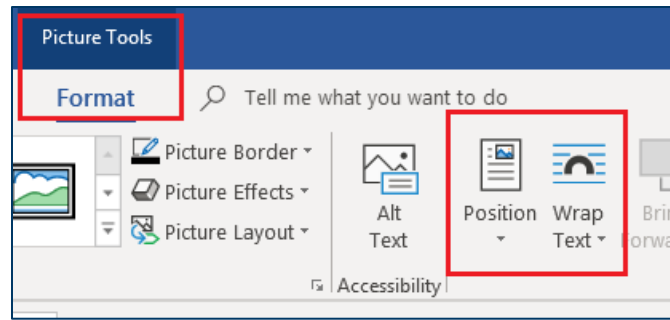 Picture Tools
Format
Tell me what you want to do
Picture Border
Picture Effects
Picture Layout
Alt
Text
Position
Wrap
Text
Accessibility